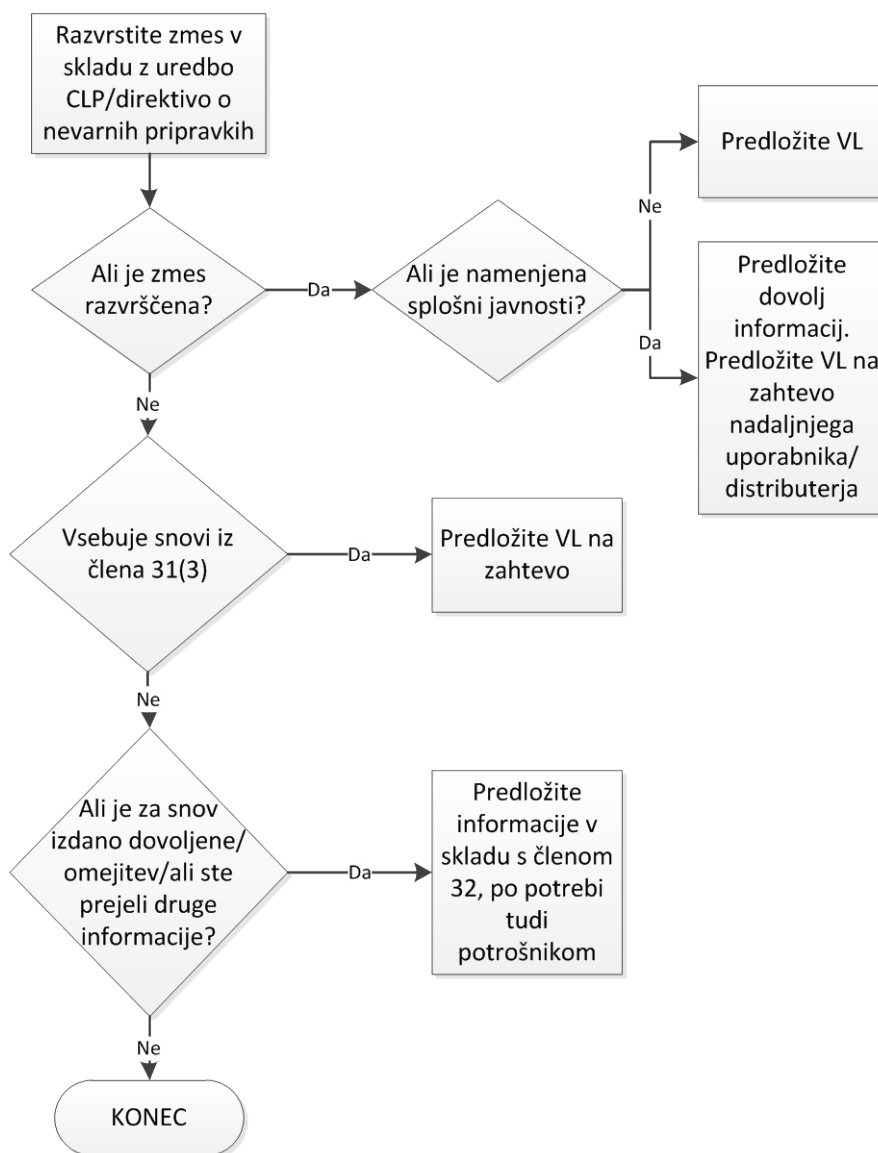 Razvrstite zmes v
skladu z uredbo
CLP/direktivo o
nevarnih pripravkih
Predložite VL
Ne
Ali je zmes
razvrščena?
Da
Ali je namenjena
splošni javnosti?
Da
Predložite
dovolj
informacij.
Predložite VL na
zahtevo
nadaljnjega
uporabnika/
distributerja
Ne
Vsebuje snovi iz
člena 31(3)
Da
Predložite VL na
zahtevo
Ne
Ali je za snov
izdano dovoljene/
omejitev/ali ste
prejeli druge
informacije?
Da
Predložite
informacije v
skladu s členom
32, po potrebi
tudi
potrošnikom
Ne
KONEC